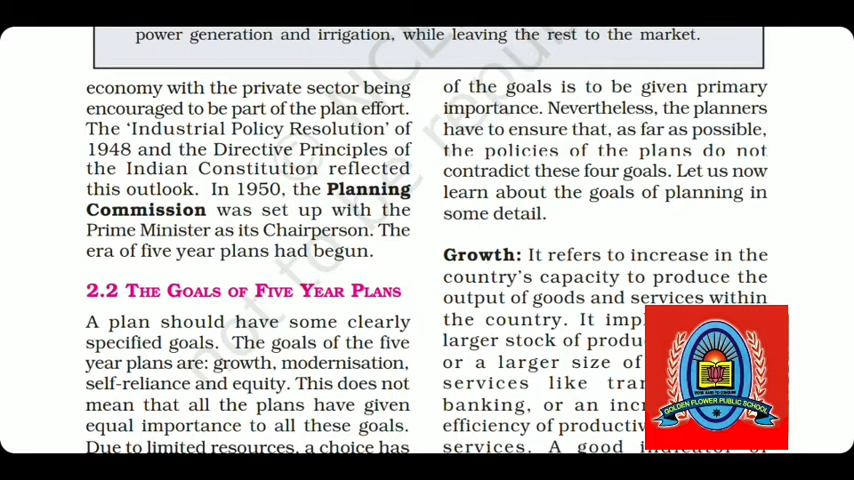 power generation and irrigation, while leaving the rest to the market.
economy with the private sector being
encouraged to be part of the plan effort.
The ‘Industrial Policy Resolution’ of
1948 and the Directive Principles of
the Indian Constitution reflected
this outlook. In 1950, the Planning
Commission was set up with the
Prime Minister as its Chairperson. The
era of five year plans had begun.
2.2 THE GOALS OF FIVE YEAR PLANS
A plan should have some clearly
specified goals. The goals of the five
year plans are: growth, modernisation,
self-reliance and equity. This does not
mean that all the plans have given
equal importance to all these goals.
Due to limited resources, a choice has
of the goals is to be given primary
importance. Nevertheless, the planners
have to ensure that, as far as possible,
the policies of the plans do not
contradict these four goals. Let us now
learn about the goals of planning in
some detail.
Growth: It refers to increase in the
country’s capacity to produce the
output of goods and services within
the country. It
larger stock of
or a larger size of
services like
banking, or an
efficiency of
services. A good indicator of
GOLDEN FLOWER PUBLIC SCHOOL
not to be republ